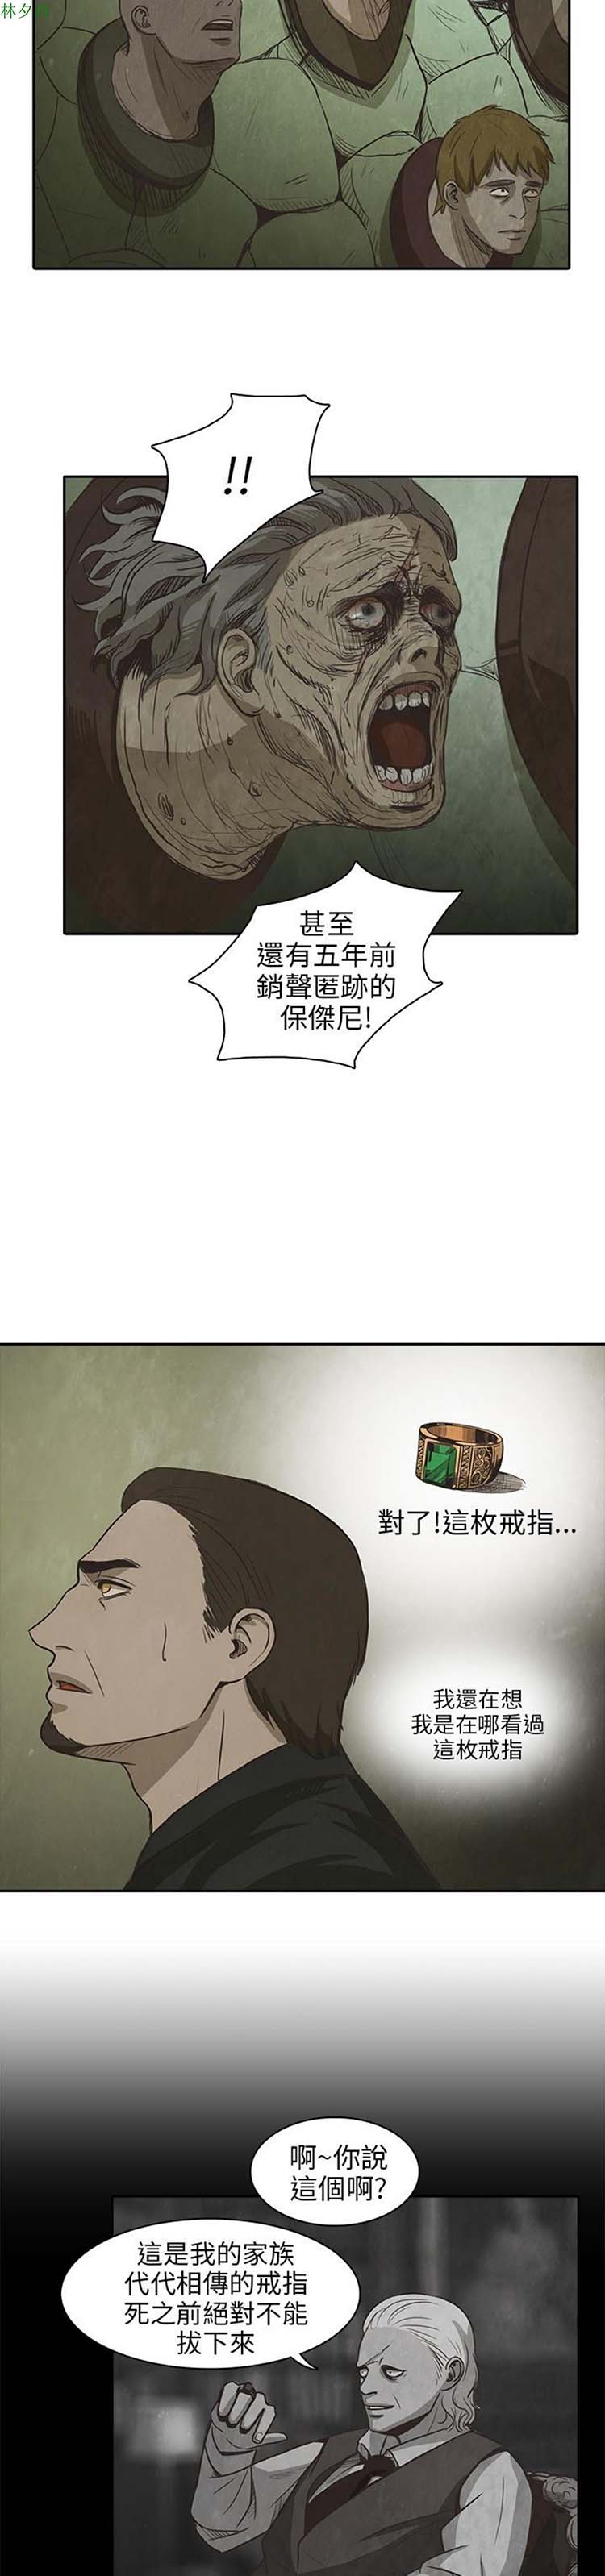 林夕
!!
甚至
還有五年前
銷聲匿跡的
保傑尼!
對了!這枚戒指...
我還在想
我是在哪看過
這枚戒指
啊~你說
這個啊?
這是我的家族
代代相傳的戒指
死之前絕對不能
拔下來